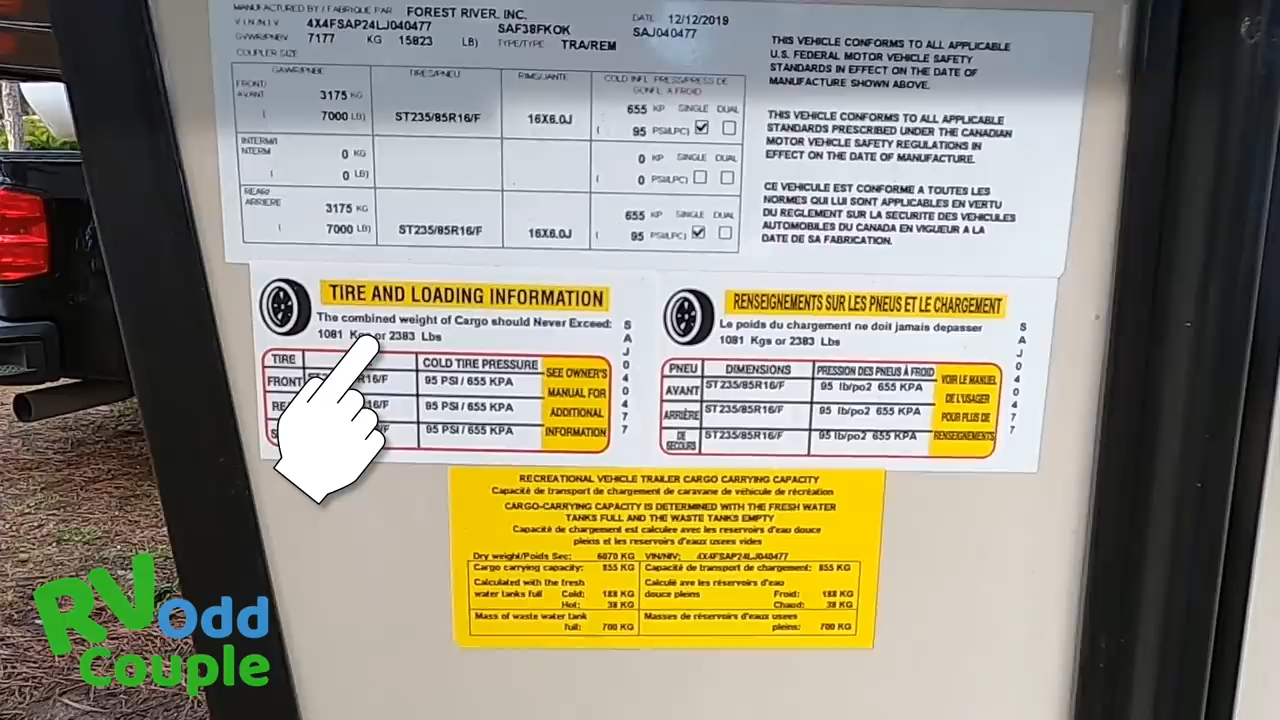 MANUFACTURED BY / FABRIQUE PAR FOREST RIVER, INC. DATE 12/12/2019
V.I.N/N.I.V 4X4FSAP24LJ040477 SAF38FKOK SAJ040477
GVWR/PNBV 7177 KG 15823 LB) TYPE/TYPE TRA/REM
COUPLER SIZE
GAWR/PNBE TIRES/PNEU RIMS/JANTE COLD INFL PRESS/PRESS DE
GONFL A FROID
FRONT/
AVANT 3175 KG 655 KP SINGLE DUAL
( 7000 LB) ST235/85R16/F 16X6.0J ( 95 PSI/LPC)
INTERM/
INTERM 0 KG 0 KP SINGLE DUAL
( 0 LB) ( 0 PSI/LPC)
REAR/
ARRIERE 3175 KG 655 KP SINGLE DUAL
( 7000 LB) ST235/85R16/F 16X6.0J ( 95 PSI/LPC)
THIS VEHICLE CONFORMS TO ALL APPLICABLE
U.S. FEDERAL MOTOR VEHICLE SAFETY
STANDARDS IN EFFECT ON THE DATE OF
MANUFACTURE SHOWN ABOVE.
THIS VEHICLE CONFORMS TO ALL APPLICABLE
STANDARDS PRESCRIBED UNDER THE CANADIAN
MOTOR VEHICLE SAFETY REGULATIONS IN
EFFECT ON THE DATE OF MANUFACTURE.
CE VEHICULE EST CONFORME A TOUTES LES
NORMES QUI LUI SONT APPLICABLES EN VERTU
DU REGLEMENT SUR LA SECURITE DES VEHICULES
AUTOMOBILES DU CANADA EN VIGUEUR A LA
DATE DE SA FABRICATION.
TIRE AND LOADING INFORMATION
The combined weight of Cargo should Never Exceed:
1081 Kgs or 2383 Lbs
TIRE COLD TIRE PRESSURE
FRONT 16/F 95 PSI / 655 KPA
16/F 95 PSI / 655 KPA
/F 95 PSI / 655 KPA
SEE OWNER'S
MANUAL FOR
ADDITIONAL
INFORMATION
SAJ040477
RENSEIGNEMENTS SUR LES PNEUS ET LE CHARGEMENT
Le poids du chargement ne doit jamais depasser
1081 Kgs or 2383 Lbs
PNEU DIMENSIONS PRESSION DES PNEUS À FROID
AVANT ST235/85R16/F 95 lb/po2 655 KPA
ARRIÈRE ST235/85R16/F 95 lb/po2 655 KPA
DE
SECOURS ST235/85R16/F 95 lb/po2 655 KPA
VOIR LE MANUEL
DE L'USAGER
POUR PLUS DE
RENSEIGNEMENTS
SAJ040477
RECREATIONAL VEHICLE TRAILER CARGO CARRYING CAPACITY
Capacité de transport de chargement de caravane de véhicule de récréation
CARGO-CARRYING CAPACITY IS DETERMINED WITH THE FRESH WATER
TANKS FULL AND THE WASTE TANKS EMPTY
Capacité de chargement est calculee avec les reservoirs d'eau douce
pleins et les reservoirs d'eaux usees vides
Dry weight/Poids Sec: 6070 KG VIN/NIV: 4X4FSAP24LJ040477
Cargo carrying capacity: 855 KG Capacité de transport de chargement: 855 KG
Calculated with the fresh Calculé ave les réservoirs d'eau
water tanks full Cold: 188 KG douce pleins Froid: 188 KG
Hot: 38 KG Chaud: 38 KG
Mass of waste water tank Masses de réservoirs d'eaux usees
full: 700 KG pleins: 700 KG
RV Odd
Couple